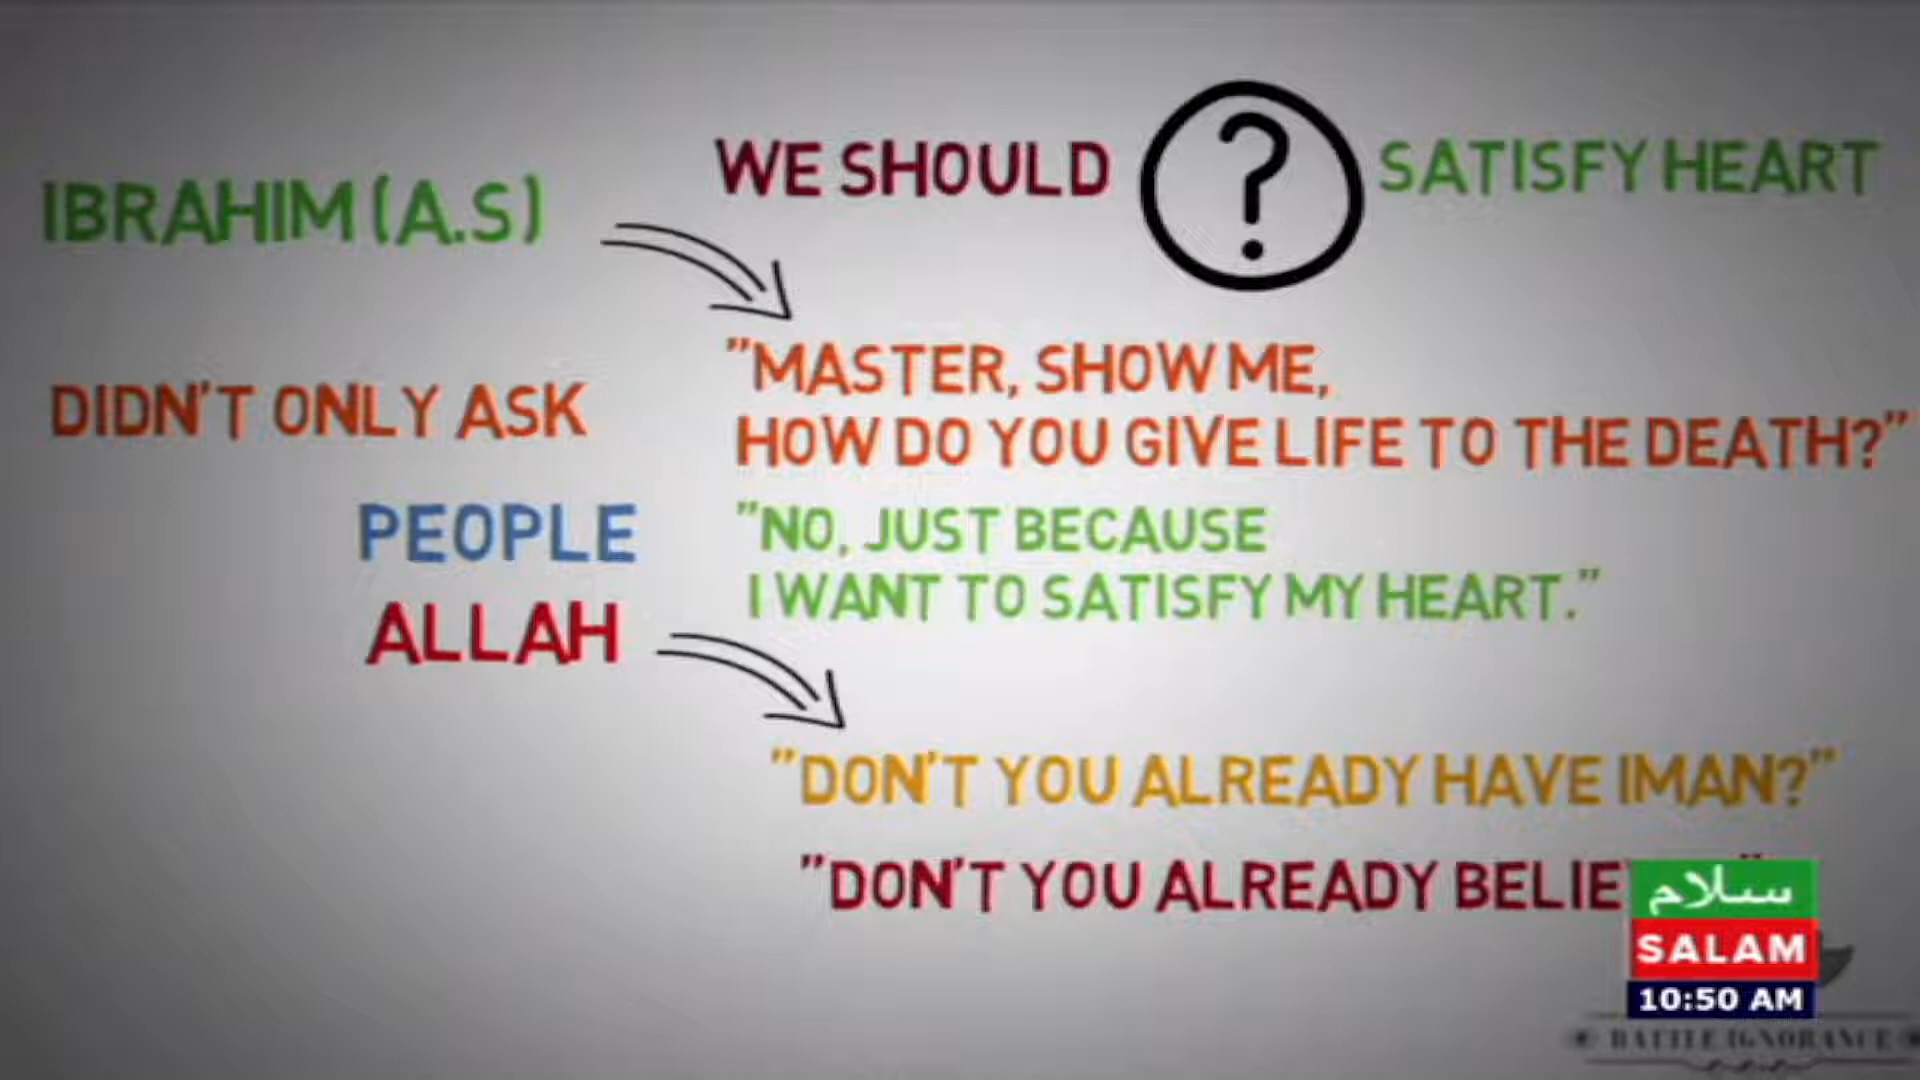 IBRAHIM (A.S)
WE SHOULD ? SATISFY HEART
DIDN'T ONLY ASK
PEOPLE
ALLAH
"MASTER, SHOW ME,
HOW DO YOU GIVE LIFE TO THE DEATH?"
"NO, JUST BECAUSE
I WANT TO SATISFY MY HEART."
"DON'T YOU ALREADY HAVE IMAN?"
"DON'T YOU ALREADY BELIE
سلام
SALAM
10:50 AM
BATTLE IGNORANCE